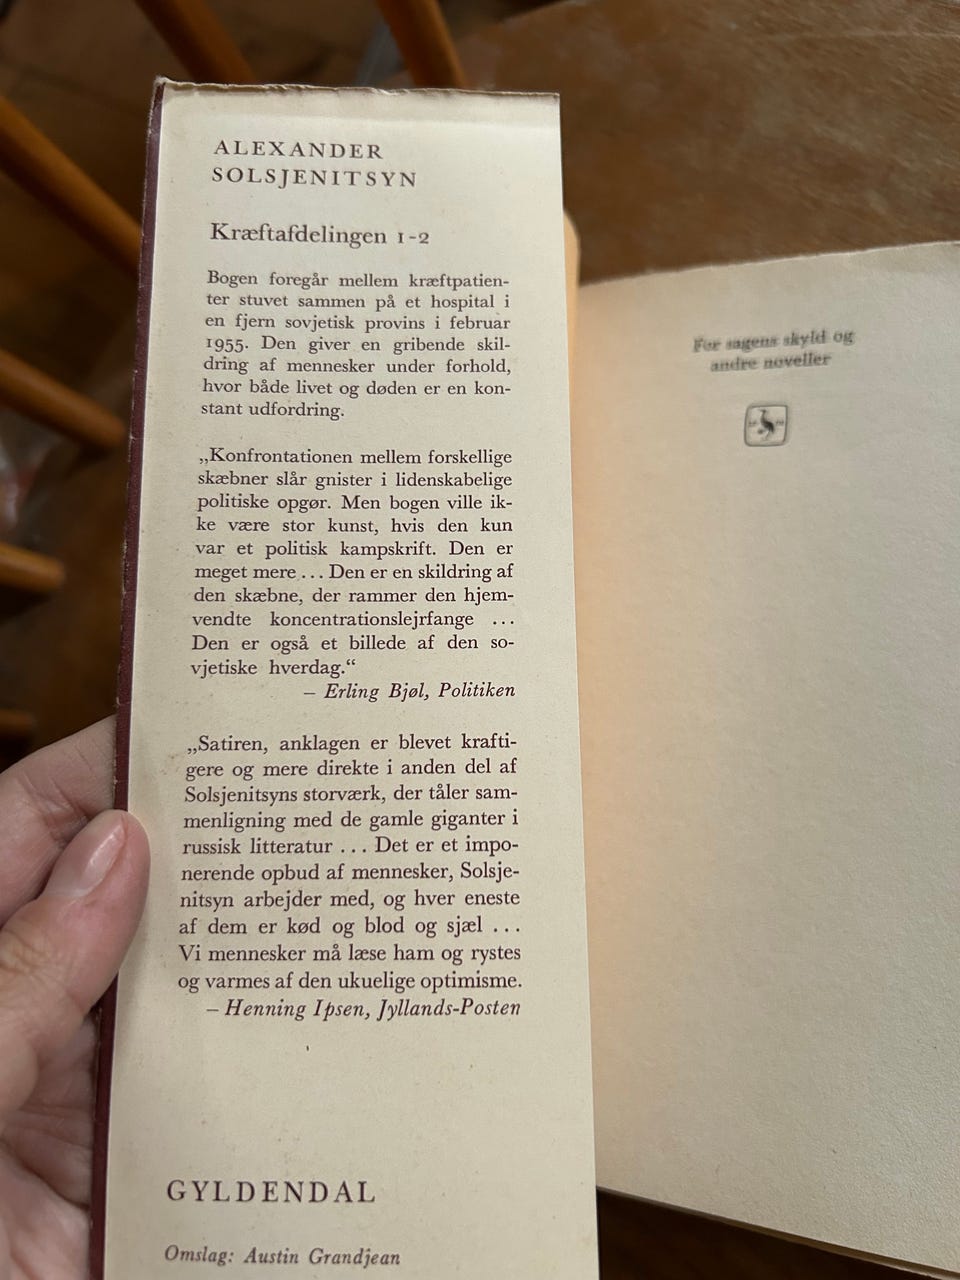 ALEXANDER
SOLSJENITSYN
Kræftafdelingen 1-2
Bogen foregår mellem kræftpatien-
ter stuvet sammen på et hospital i
en fjern sovjetisk provins i februar
1955. Den giver en gribende skil-
dring af mennesker under forhold,
hvor både livet og døden er en kon-
stant udfordring.
„Konfrontationen mellem forskellige
skæbner slår gnister i lidenskabelige
politiske opgør. Men bogen ville ik-
ke være stor kunst, hvis den kun
var et politisk kampskrift. Den er
meget mere ... Den er en skildring af
den skæbne, der rammer den hjem-
vendte koncentrationslejrfange ...
Den er også et billede af den so-
vjetiske hverdag.“
– Erling Bjøl, Politiken
„Satiren, anklagen er blevet krafti-
gere og mere direkte i anden del af
Solsjenitsyns storværk, der tåler sam-
menligning med de gamle giganter i
russisk litteratur ... Det er et impo-
nerende opbud af mennesker, Solsje-
nitsyn arbejder med, og hver eneste
af dem er kød og blod og sjæl ...
Vi mennesker må læse ham og rystes
og varmes af den ukuelige optimisme.
– Henning Ipsen, Jyllands-Posten
GYLDENDAL
Omslag: Austin Grandjean
For sagens skyld og
andre noveller